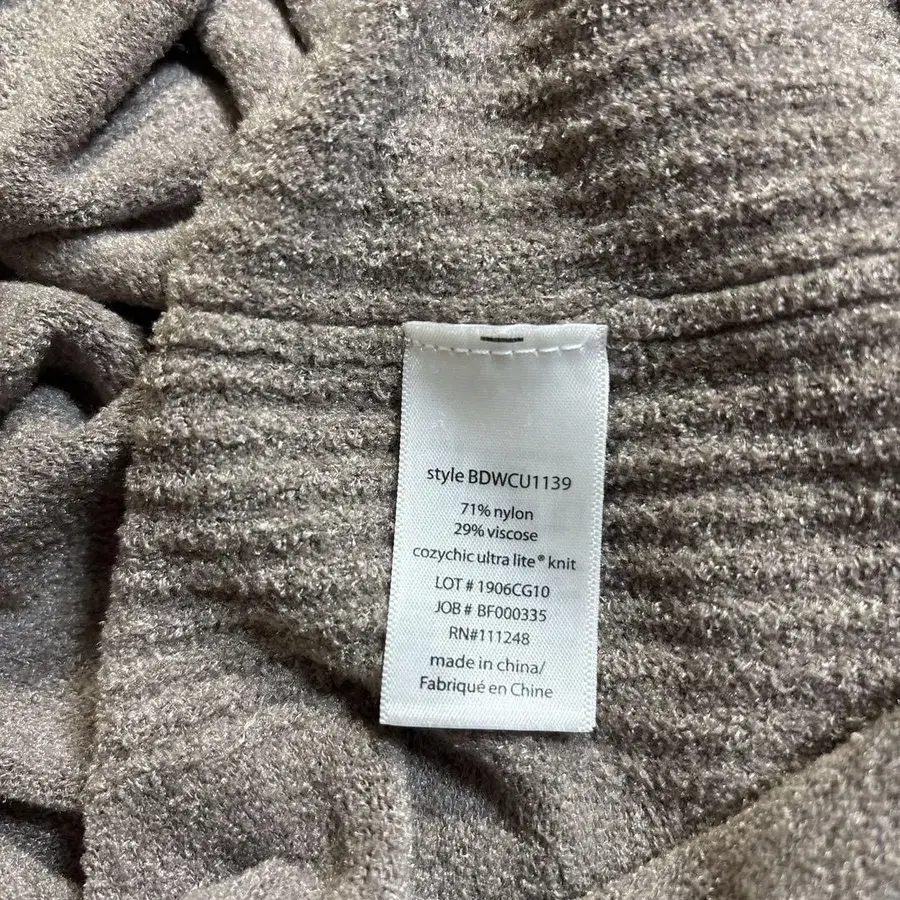 style BDWCU1139
71% nylon
29% viscose
cozychic ultra lite® knit
LOT # 1906CG10
JOB # BF000335
RN#111248
made in china/
Fabriqué en Chine